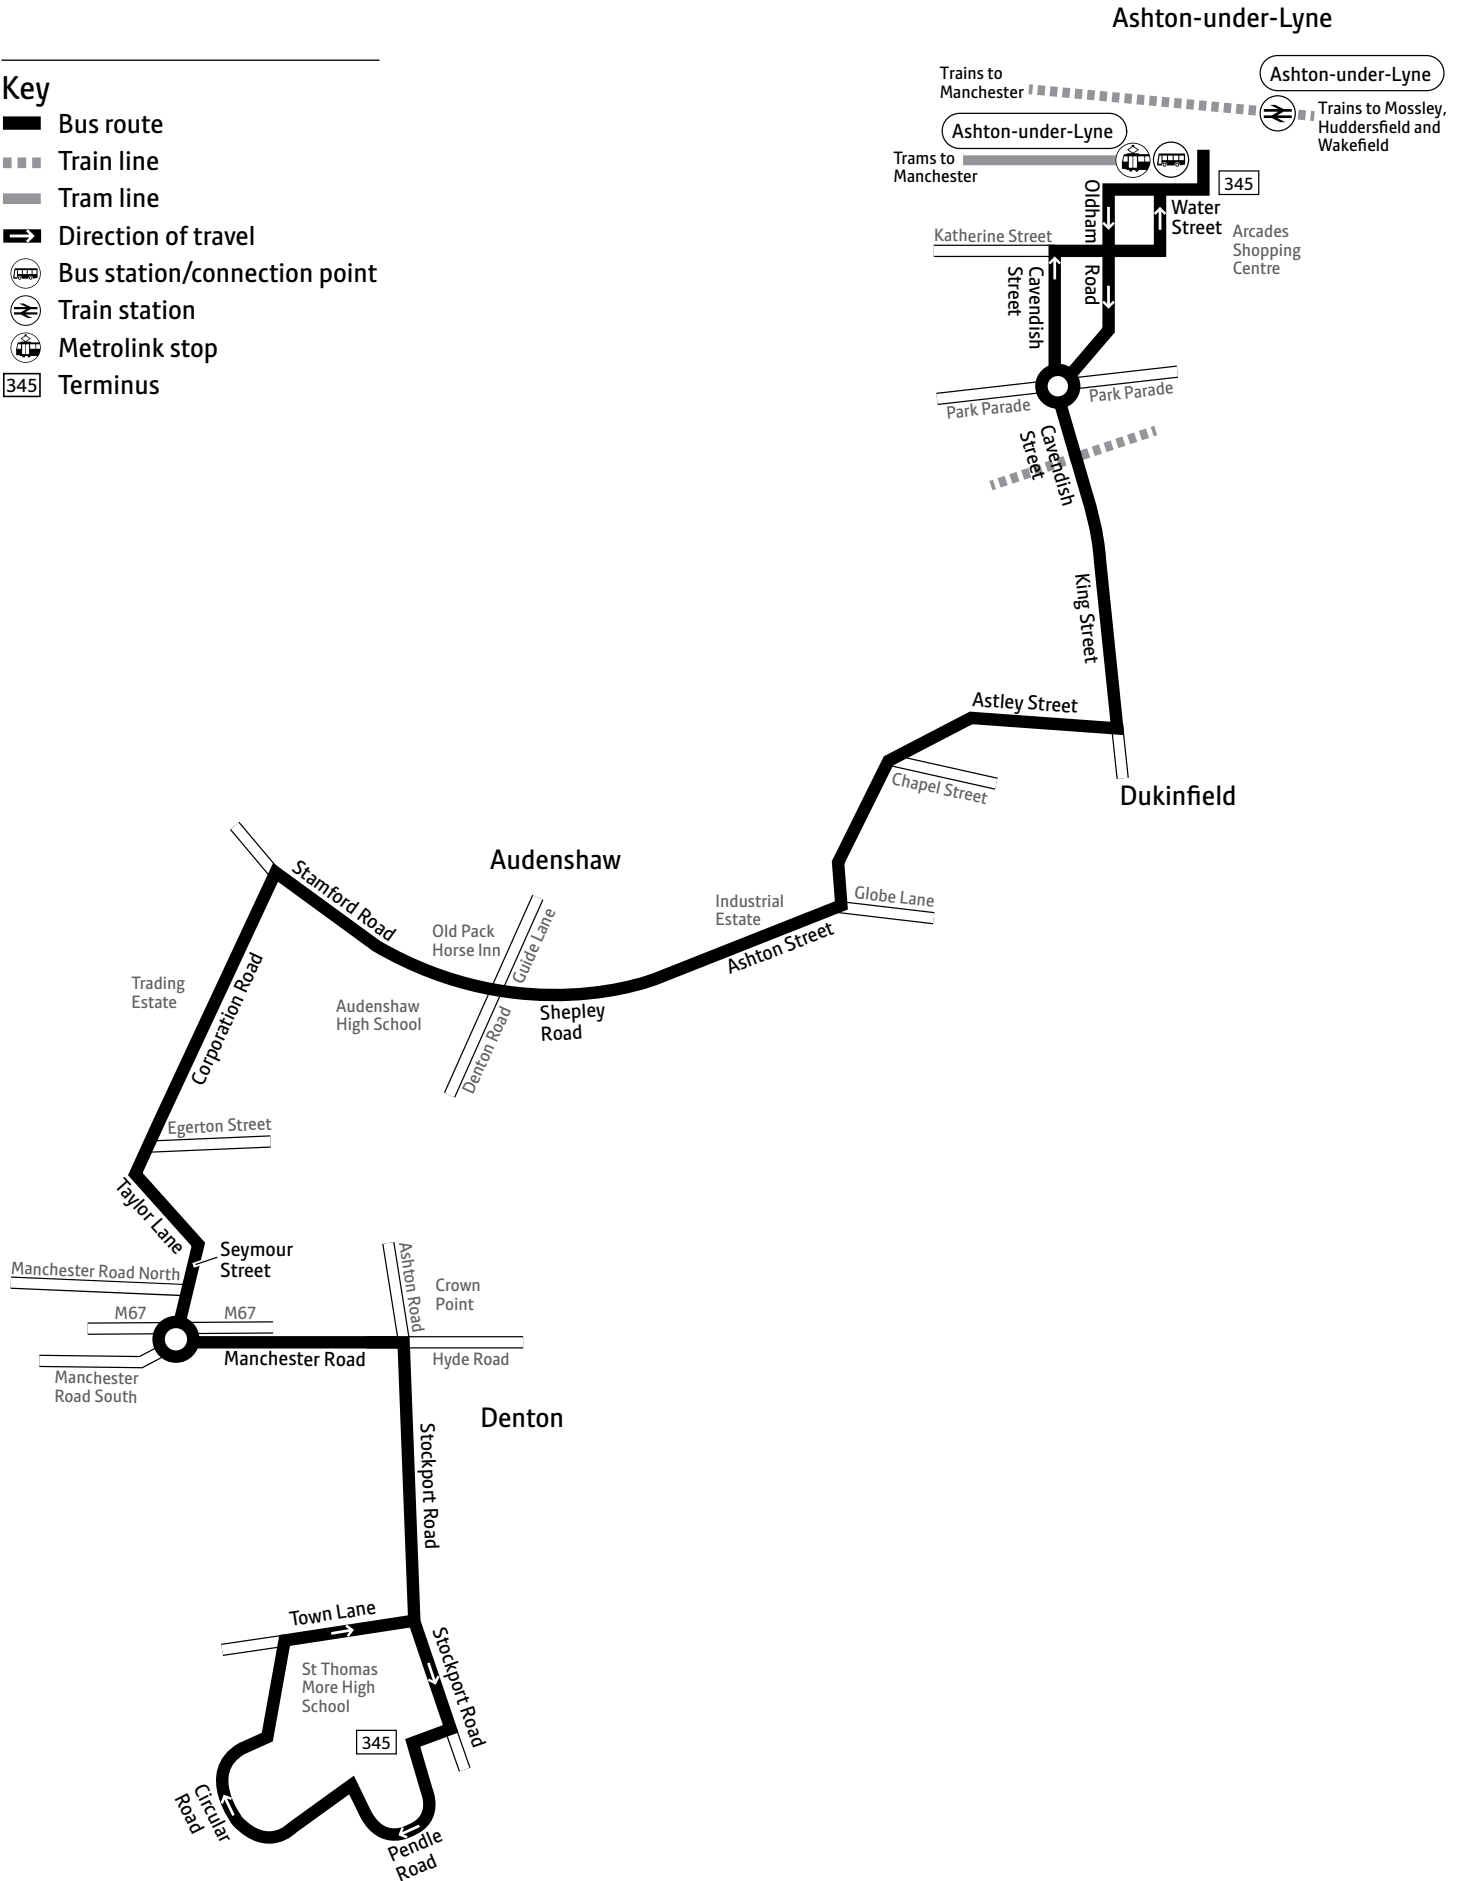 Ashton-under-Lyne
Key
Bus route
Train line
Tram line
Direction of travel
Bus station/connection point
Train station
Metrolink stop
345 Terminus
Trains to
Manchester
Ashton-under-Lyne
Trains to Mossley,
Huddersfield and
Wakefield
Ashton-under-Lyne
Trams to
Manchester
345
Oldham Road
Water
Street
Arcades
Shopping
Centre
Katherine Street
Cavendish
Street
Park Parade
Park Parade
Cavendish
Street
King Street
Astley Street
Chapel Street
Dukinfield
Globe Lane
Industrial
Estate
Ashton Street
Audenshaw
Stamford Road
Old Pack
Horse Inn
Guide Lane
Audenshaw
High School
Denton Road
Shepley
Road
Trading
Estate
Corporation Road
Egerton Street
Taylor Lane
Seymour
Street
Manchester Road North
M67
M67
Manchester
Road South
Manchester Road
Ashton Road
Crown
Point
Hyde Road
Denton
Stockport Road
Town Lane
St Thomas
More High
School
Stockport Road
345
Circular
Road
Pendle
Road